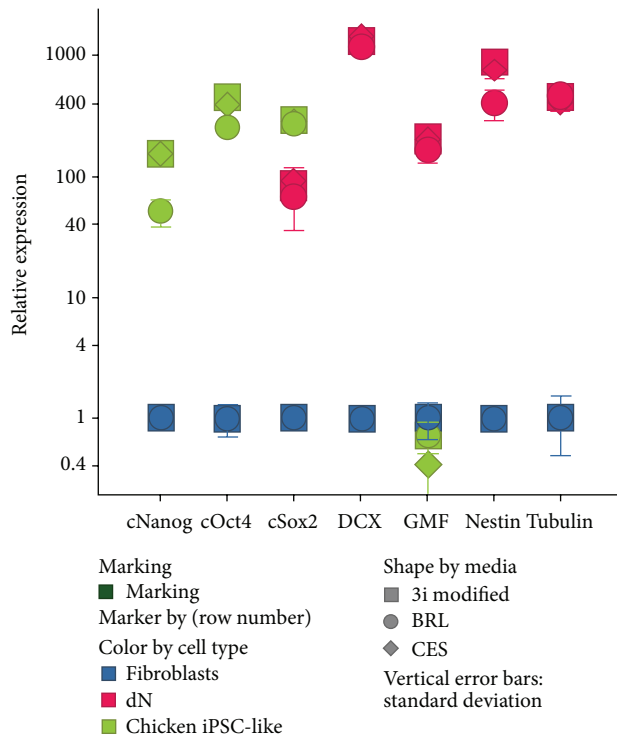 Relative expression
1000
400
100
40
10
4
1
0.4
cNanog cOct4 cSox2 DCX GMF Nestin Tubulin
Marking
Marking
Marker by (row number)
Color by cell type
Fibroblasts
dN
Chicken iPSC-like
Shape by media
3i modified
BRL
CES
Vertical error bars:
standard deviation